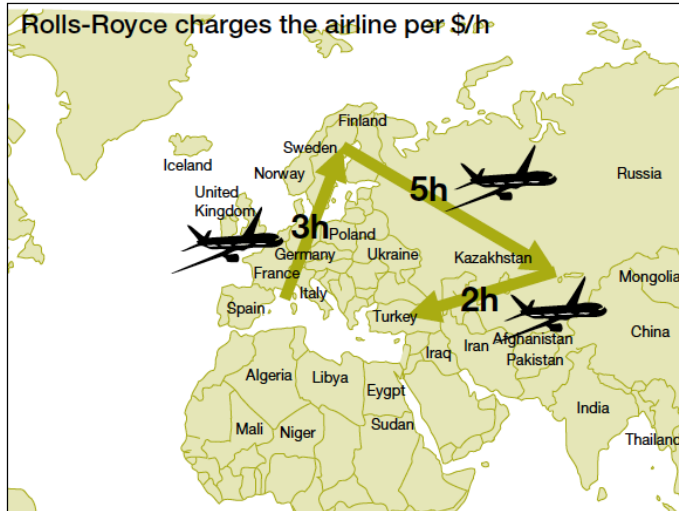 Rolls-Royce charges the airline per $/h
Finland
Sweden
Iceland
Norway
Russia
United
Kingdom
5h
3h
Poland
Germany
Ukraine
Kazakhstan
France
Mongolia
Italy
Spain
2h
Turkey
Afghanistan
China
Iraq
Iran
Pakistan
Algeria
Libya
Eygpt
India
Mali
Niger
Sudan
Thailand